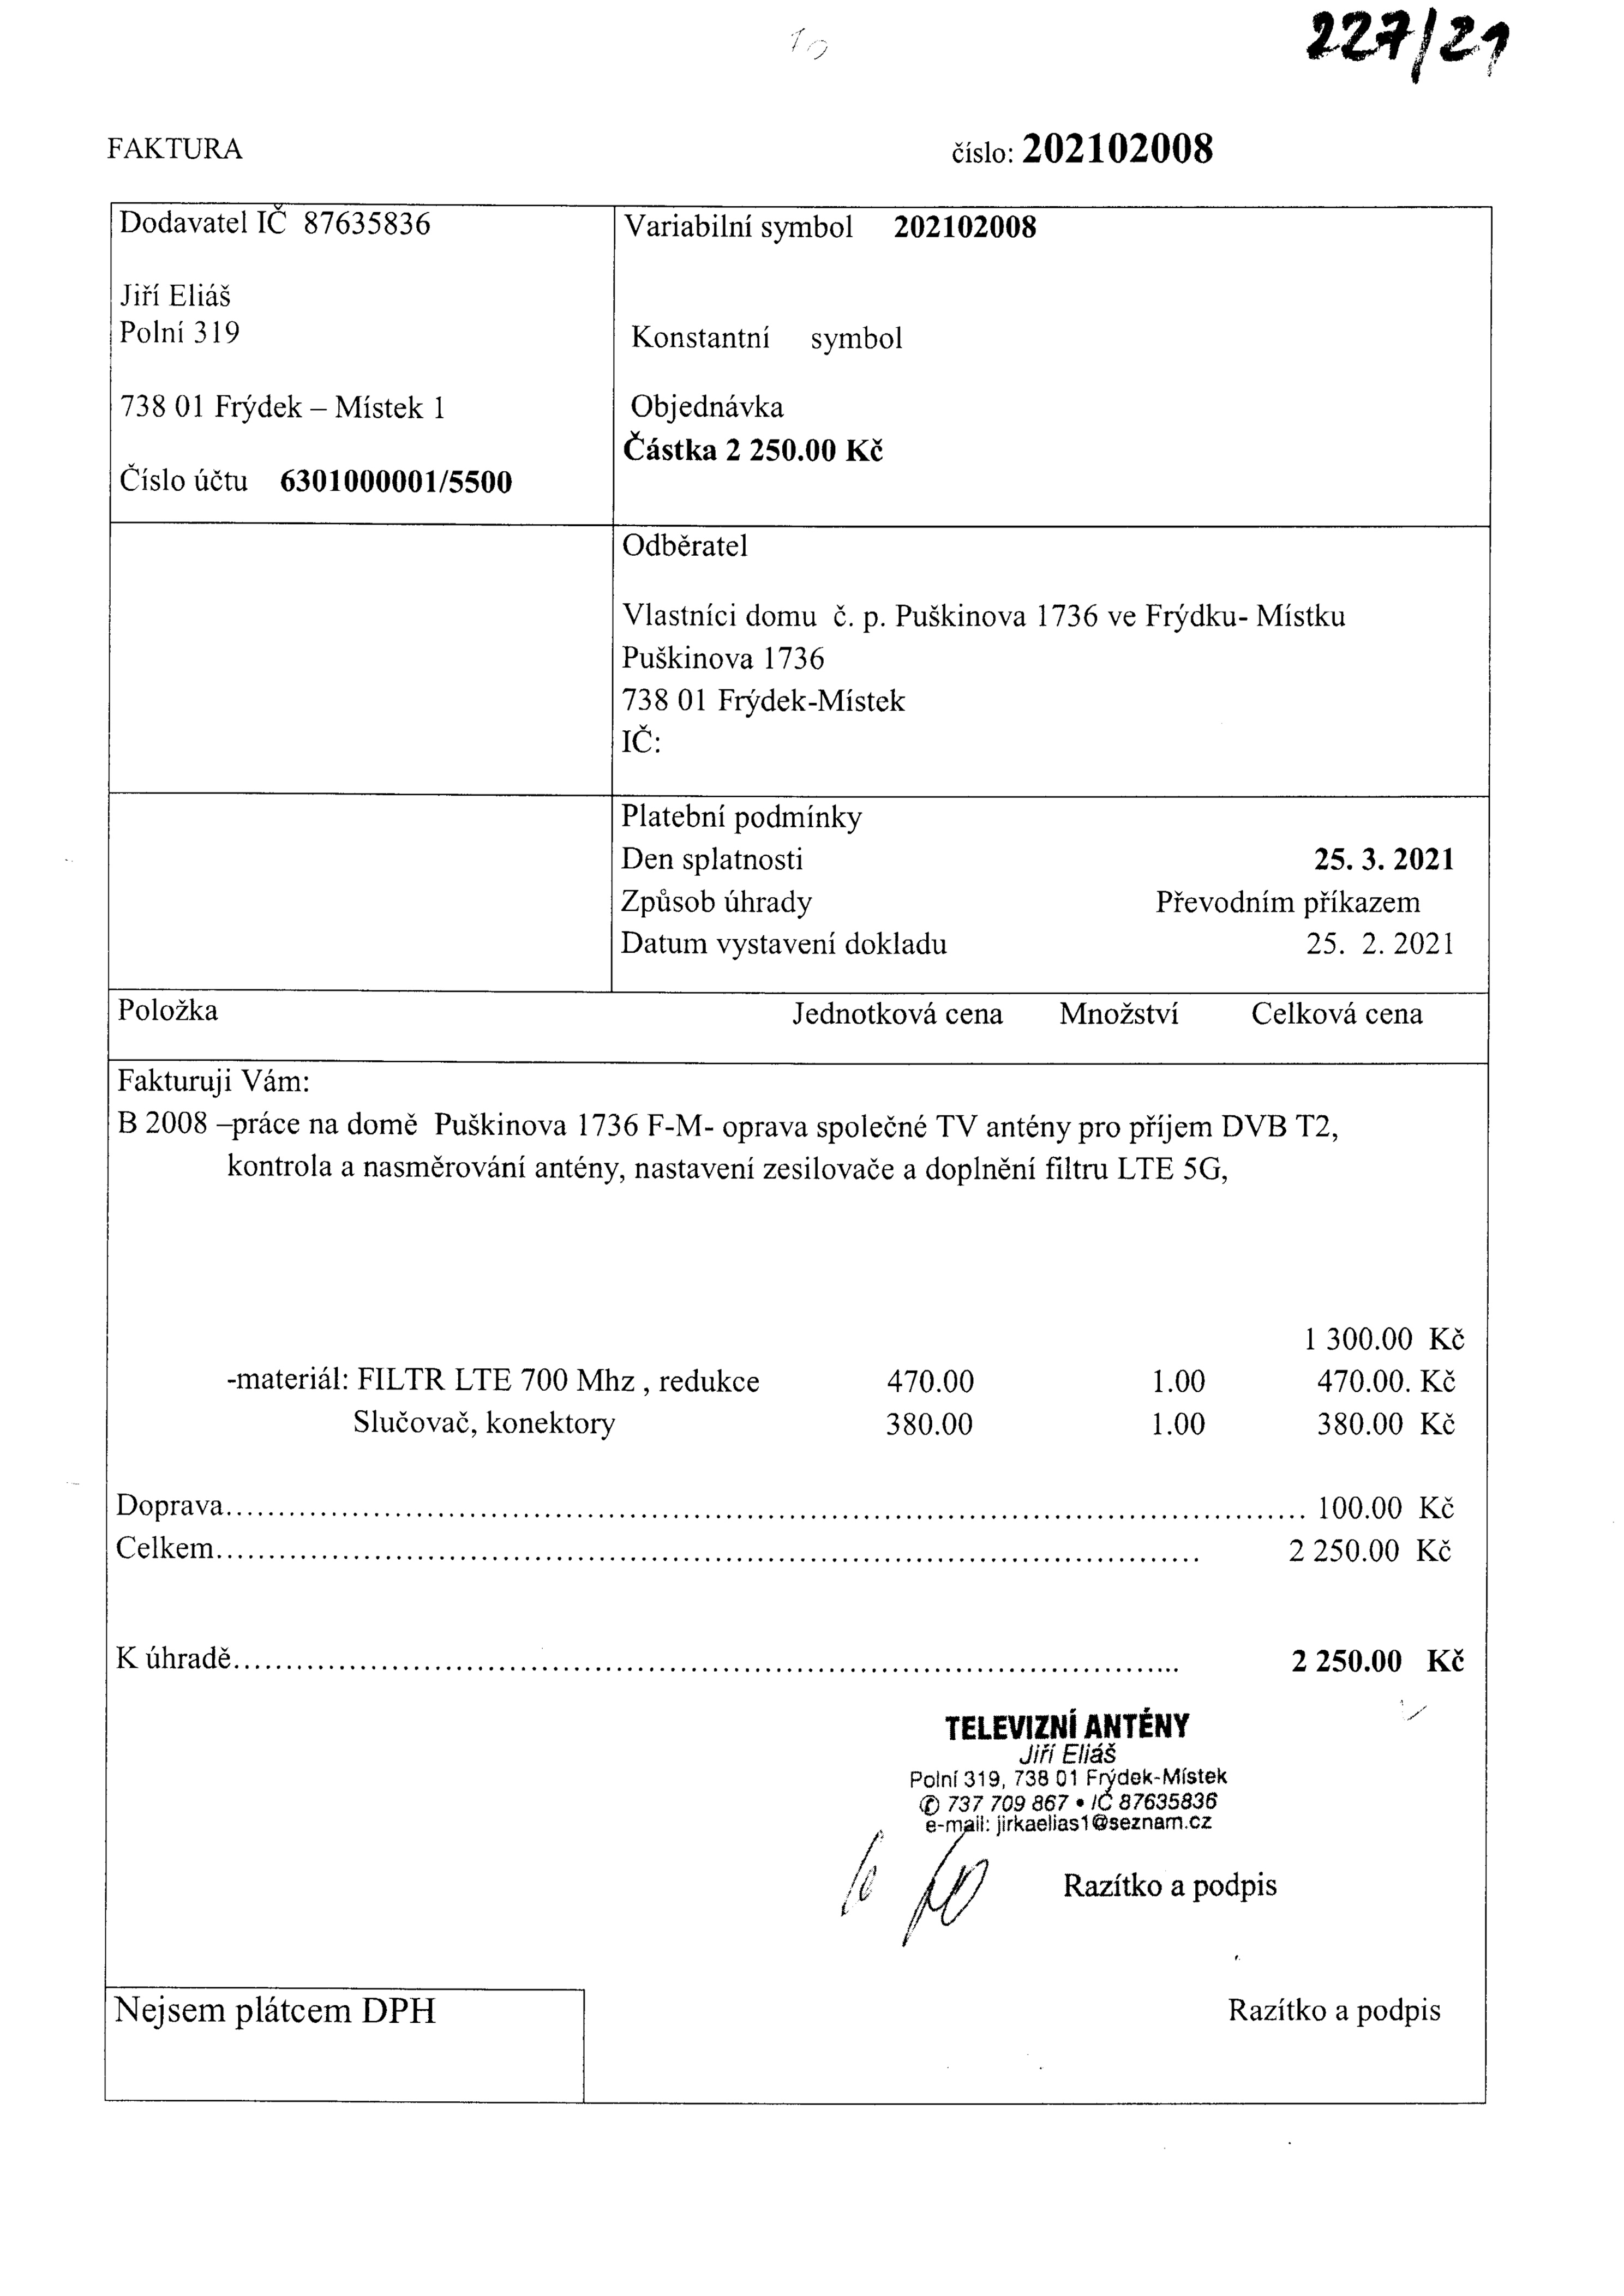 227/21
FAKTURA číslo: 202102008
Dodavatel IČ 87635836
Jiří Eliáš
Polní 319
738 01 Frýdek – Místek 1
Číslo účtu 6301000001/5500
Variabilní symbol 202102008
Konstantní symbol
Objednávka
Částka 2 250.00 Kč
Odběratel
Vlastníci domu č. p. Puškinova 1736 ve Frýdku- Místku
Puškinova 1736
738 01 Frýdek-Místek
IČ:
Platební podmínky
Den splatnosti 25. 3. 2021
Způsob úhrady Převodním příkazem
Datum vystavení dokladu 25. 2. 2021
Položka Jednotková cena Množství Celková cena
Fakturuji Vám:
B 2008 –práce na domě Puškinova 1736 F-M- oprava společné TV antény pro příjem DVB T2,
kontrola a nasměrování antény, nastavení zesilovače a doplnění filtru LTE 5G,
1 300.00 Kč
-materiál: FILTR LTE 700 Mhz , redukce 470.00 1.00 470.00. Kč
Slučovač, konektory 380.00 1.00 380.00 Kč
Doprava.......................................................................................................... 100.00 Kč
Celkem................................................................................................ 2 250.00 Kč
K úhradě............................................................................................ 2 250.00 Kč
TELEVIZNÍ ANTÉNY
Jiří Eliáš
Polní 319, 738 01 Frýdek-Místek
✆ 737 709 867 • IČ 87635836
e-mail: jirkaelias1@seznam.cz
Razítko a podpis
Nejsem plátcem DPH
Razítko a podpis